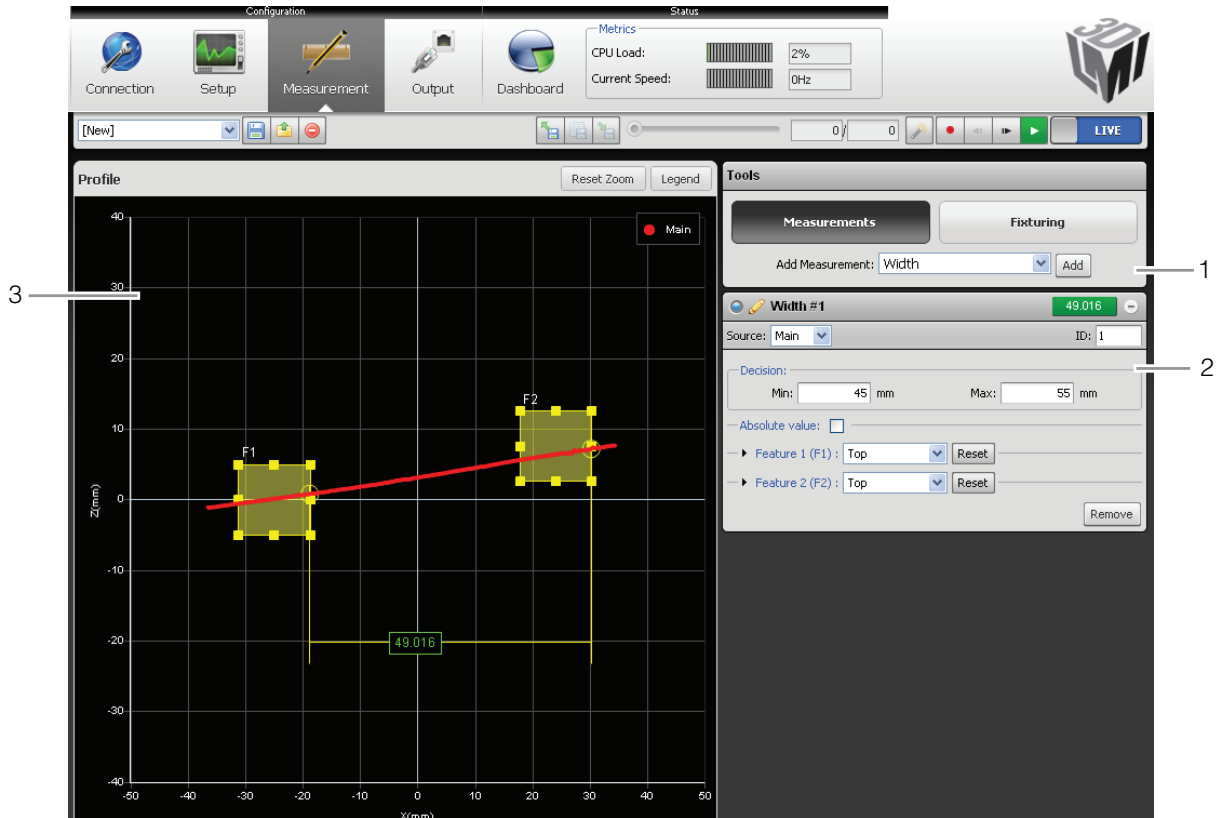 Configuration
Status
Connection
Setup
Measurement
Output
Dashboard
Metrics
CPU Load:
2%
Current Speed:
0Hz
3D
LMI
[New]
0/
0
LIVE
Profile
Reset Zoom
Legend
Main
40
30
20
10
0
-10
-20
-30
-40
Z(mm)
-50
-40
-30
-20
-10
0
10
20
30
40
50
X(mm)
F1
F2
49.016
3
Tools
Measurements
Fixturing
Add Measurement: Width
Add
1
Width #1
49.016
Source: Main
ID: 1
Decision:
2
Min: 45 mm
Max: 55 mm
Absolute value:
Feature 1 (F1) : Top
Reset
Feature 2 (F2) : Top
Reset
Remove